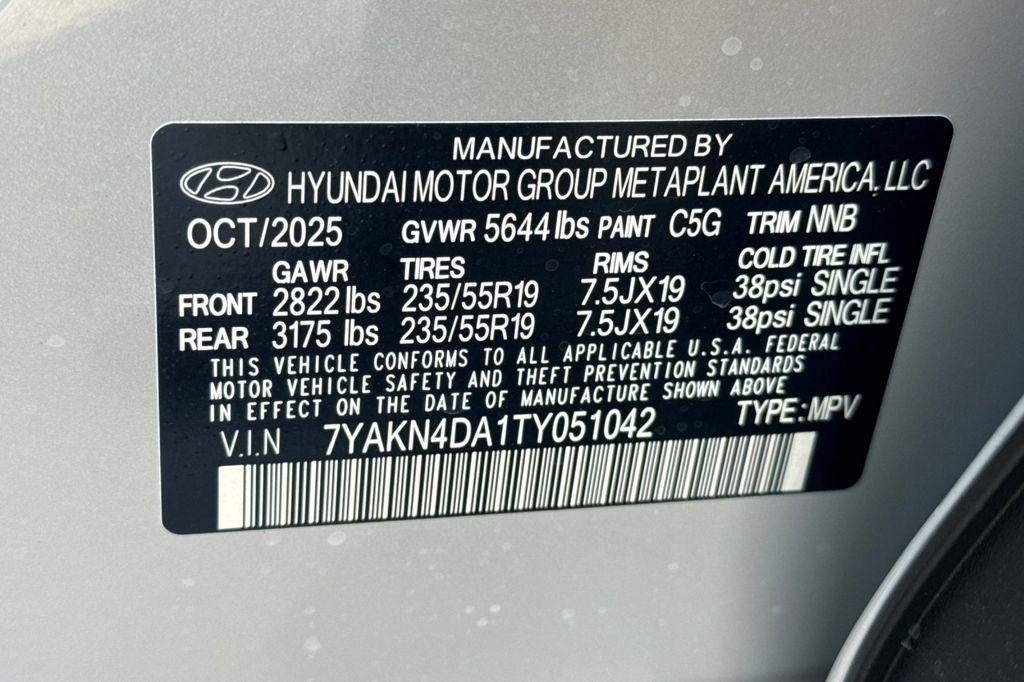 MANUFACTURED BY
HYUNDAI MOTOR GROUP METAPLANT AMERICA, LLC
OCT/2025 GVWR 5644 lbs PAINT C5G TRIM NNB
GAWR TIRES RIMS COLD TIRE INFL
FRONT 2822 lbs 235/55R19 7.5JX19 38psi SINGLE
REAR 3175 lbs 235/55R19 7.5JX19 38psi SINGLE
THIS VEHICLE CONFORMS TO ALL APPLICABLE U.S.A. FEDERAL
MOTOR VEHICLE SAFETY AND THEFT PREVENTION STANDARDS
IN EFFECT ON THE DATE OF MANUFACTURE SHOWN ABOVE
V.I.N 7YAKN4DA1TY051042 TYPE: MPV